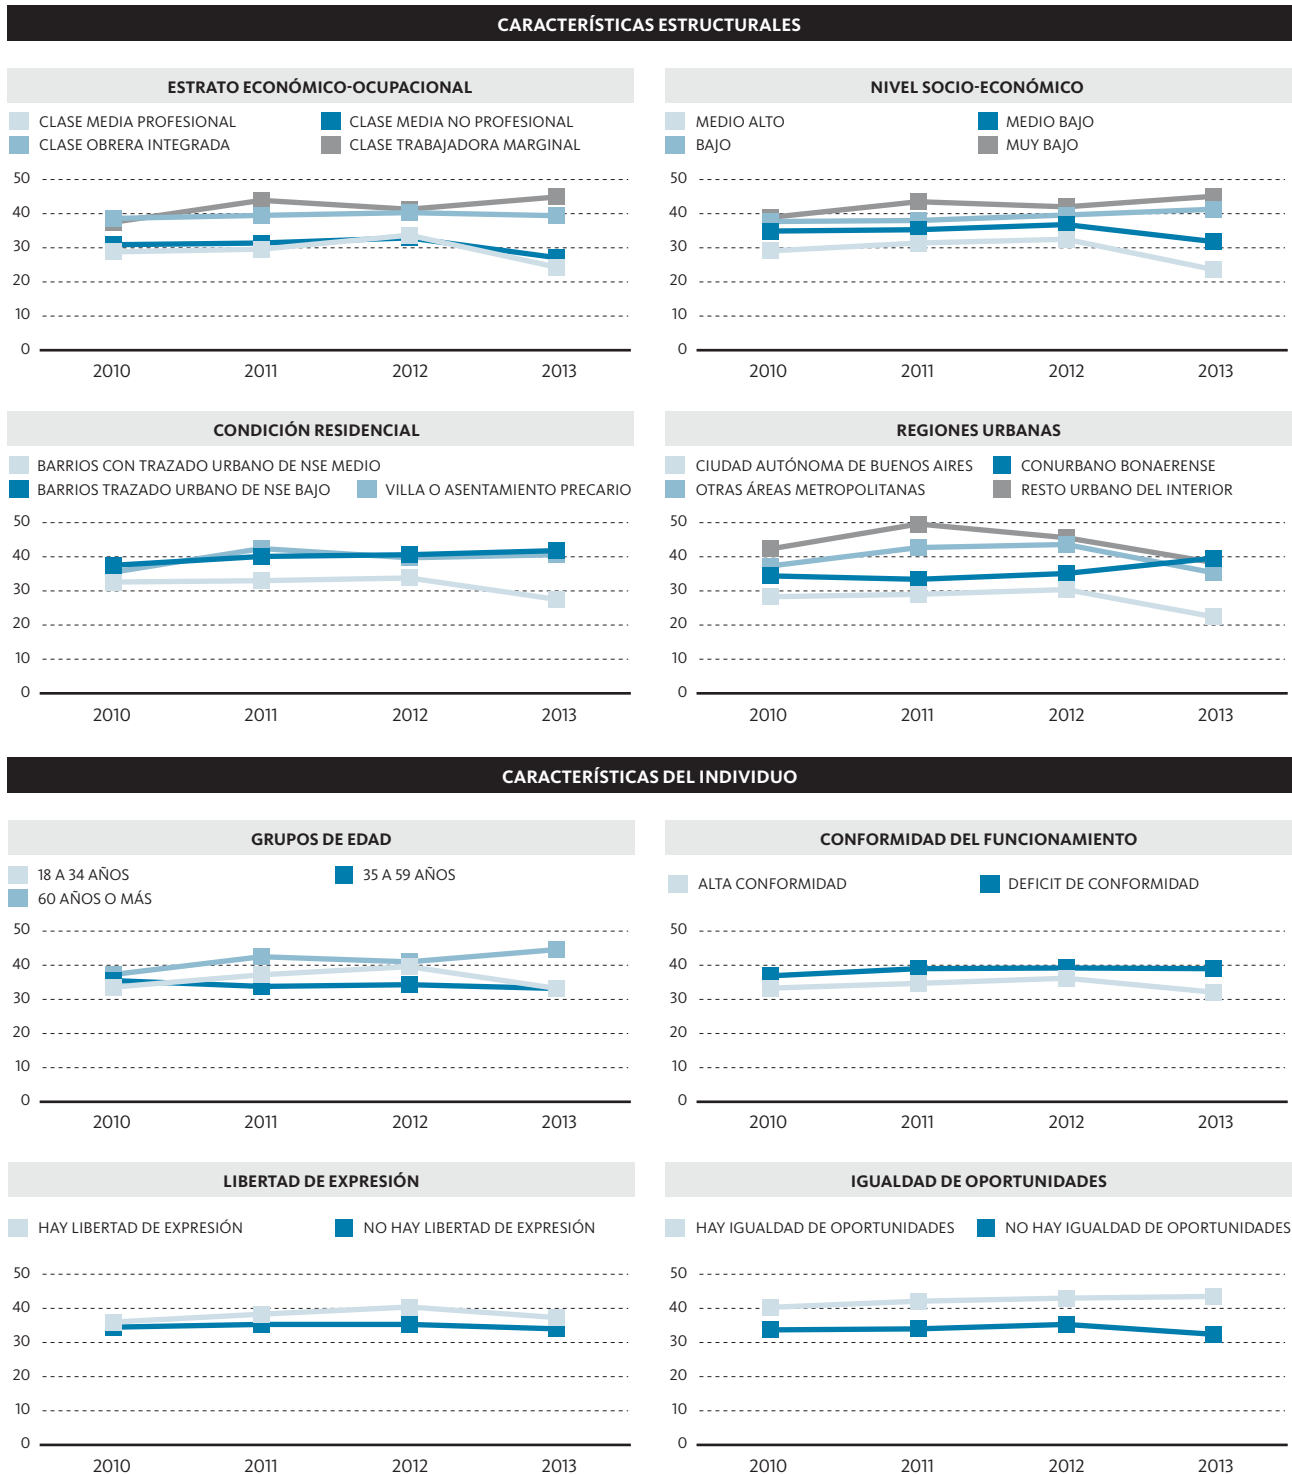 CARACTERÍSTICAS ESTRUCTURALES
ESTRATO ECONÓMICO-OCUPACIONAL
CLASE MEDIA PROFESIONAL
CLASE MEDIA NO PROFESIONAL
CLASE OBRERA INTEGRADA
CLASE TRABAJADORA MARGINAL
50
40
30
20
10
0
2010 2011 2012 2013
NIVEL SOCIO-ECONÓMICO
MEDIO ALTO
MEDIO BAJO
BAJO
MUY BAJO
50
40
30
20
10
0
2010 2011 2012 2013
CONDICIÓN RESIDENCIAL
BARRIOS CON TRAZADO URBANO DE NSE MEDIO
BARRIOS TRAZADO URBANO DE NSE BAJO
VILLA O ASENTAMIENTO PRECARIO
50
40
30
20
10
0
2010 2011 2012 2013
REGIONES URBANAS
CIUDAD AUTÓNOMA DE BUENOS AIRES
CONURBANO BONAERENSE
OTRAS ÁREAS METROPOLITANAS
RESTO URBANO DEL INTERIOR
50
40
30
20
10
0
2010 2011 2012 2013
CARACTERÍSTICAS DEL INDIVIDUO
GRUPOS DE EDAD
18 A 34 AÑOS
35 A 59 AÑOS
60 AÑOS O MÁS
50
40
30
20
10
0
2010 2011 2012 2013
CONFORMIDAD DEL FUNCIONAMIENTO
ALTA CONFORMIDAD
DEFICIT DE CONFORMIDAD
50
40
30
20
10
0
2010 2011 2012 2013
LIBERTAD DE EXPRESIÓN
HAY LIBERTAD DE EXPRESIÓN
NO HAY LIBERTAD DE EXPRESIÓN
50
40
30
20
10
0
2010 2011 2012 2013
IGUALDAD DE OPORTUNIDADES
HAY IGUALDAD DE OPORTUNIDADES
NO HAY IGUALDAD DE OPORTUNIDADES
50
40
30
20
10
0
2010 2011 2012 2013